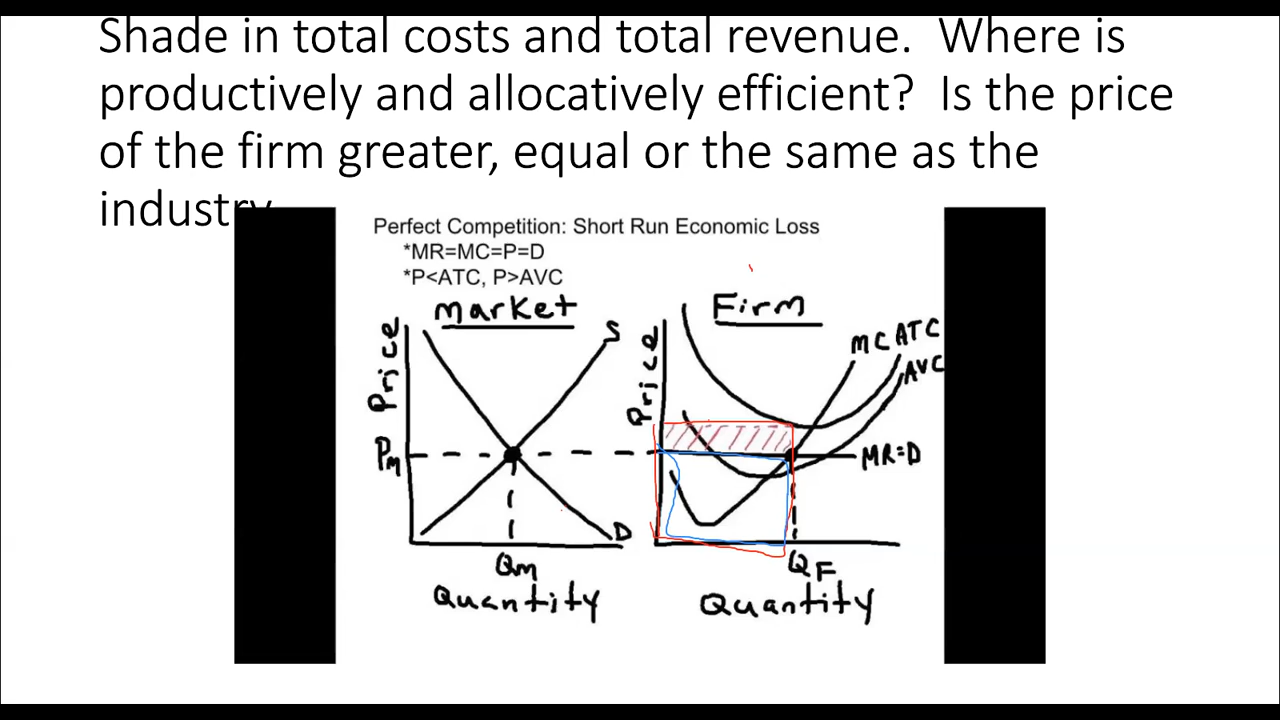 Shade in total costs and total revenue. Where is
productively and allocatively efficient? Is the price
of the firm greater, equal or the same as the
industry
Perfect Competition: Short Run Economic Loss
*MR=MC=P=D
*P<ATC, P>AVC
Market
Firm
Price
S
Pm
D
Qm
Quantity
Price
MC ATC
AVC
MR=D
QF
Quantity